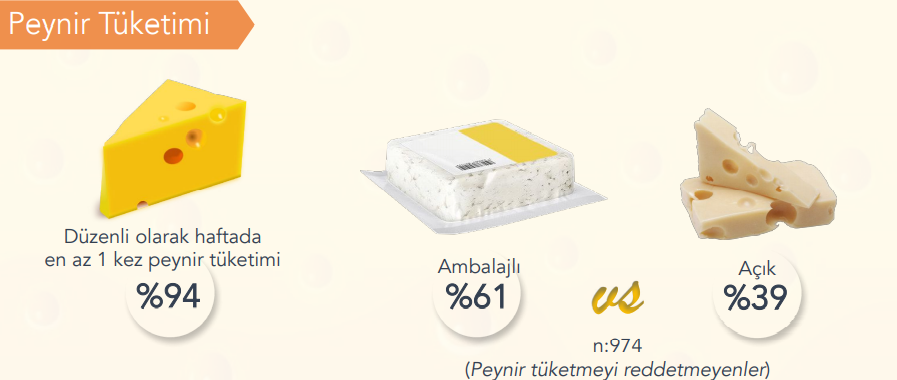 Peynir Tüketimi
Düzenli olarak haftada
en az 1 kez peynir tüketimi
%94
Ambalajlı
%61
vs
Açık
%39
n:974
(Peynir tüketmeyi reddetmeyenler)